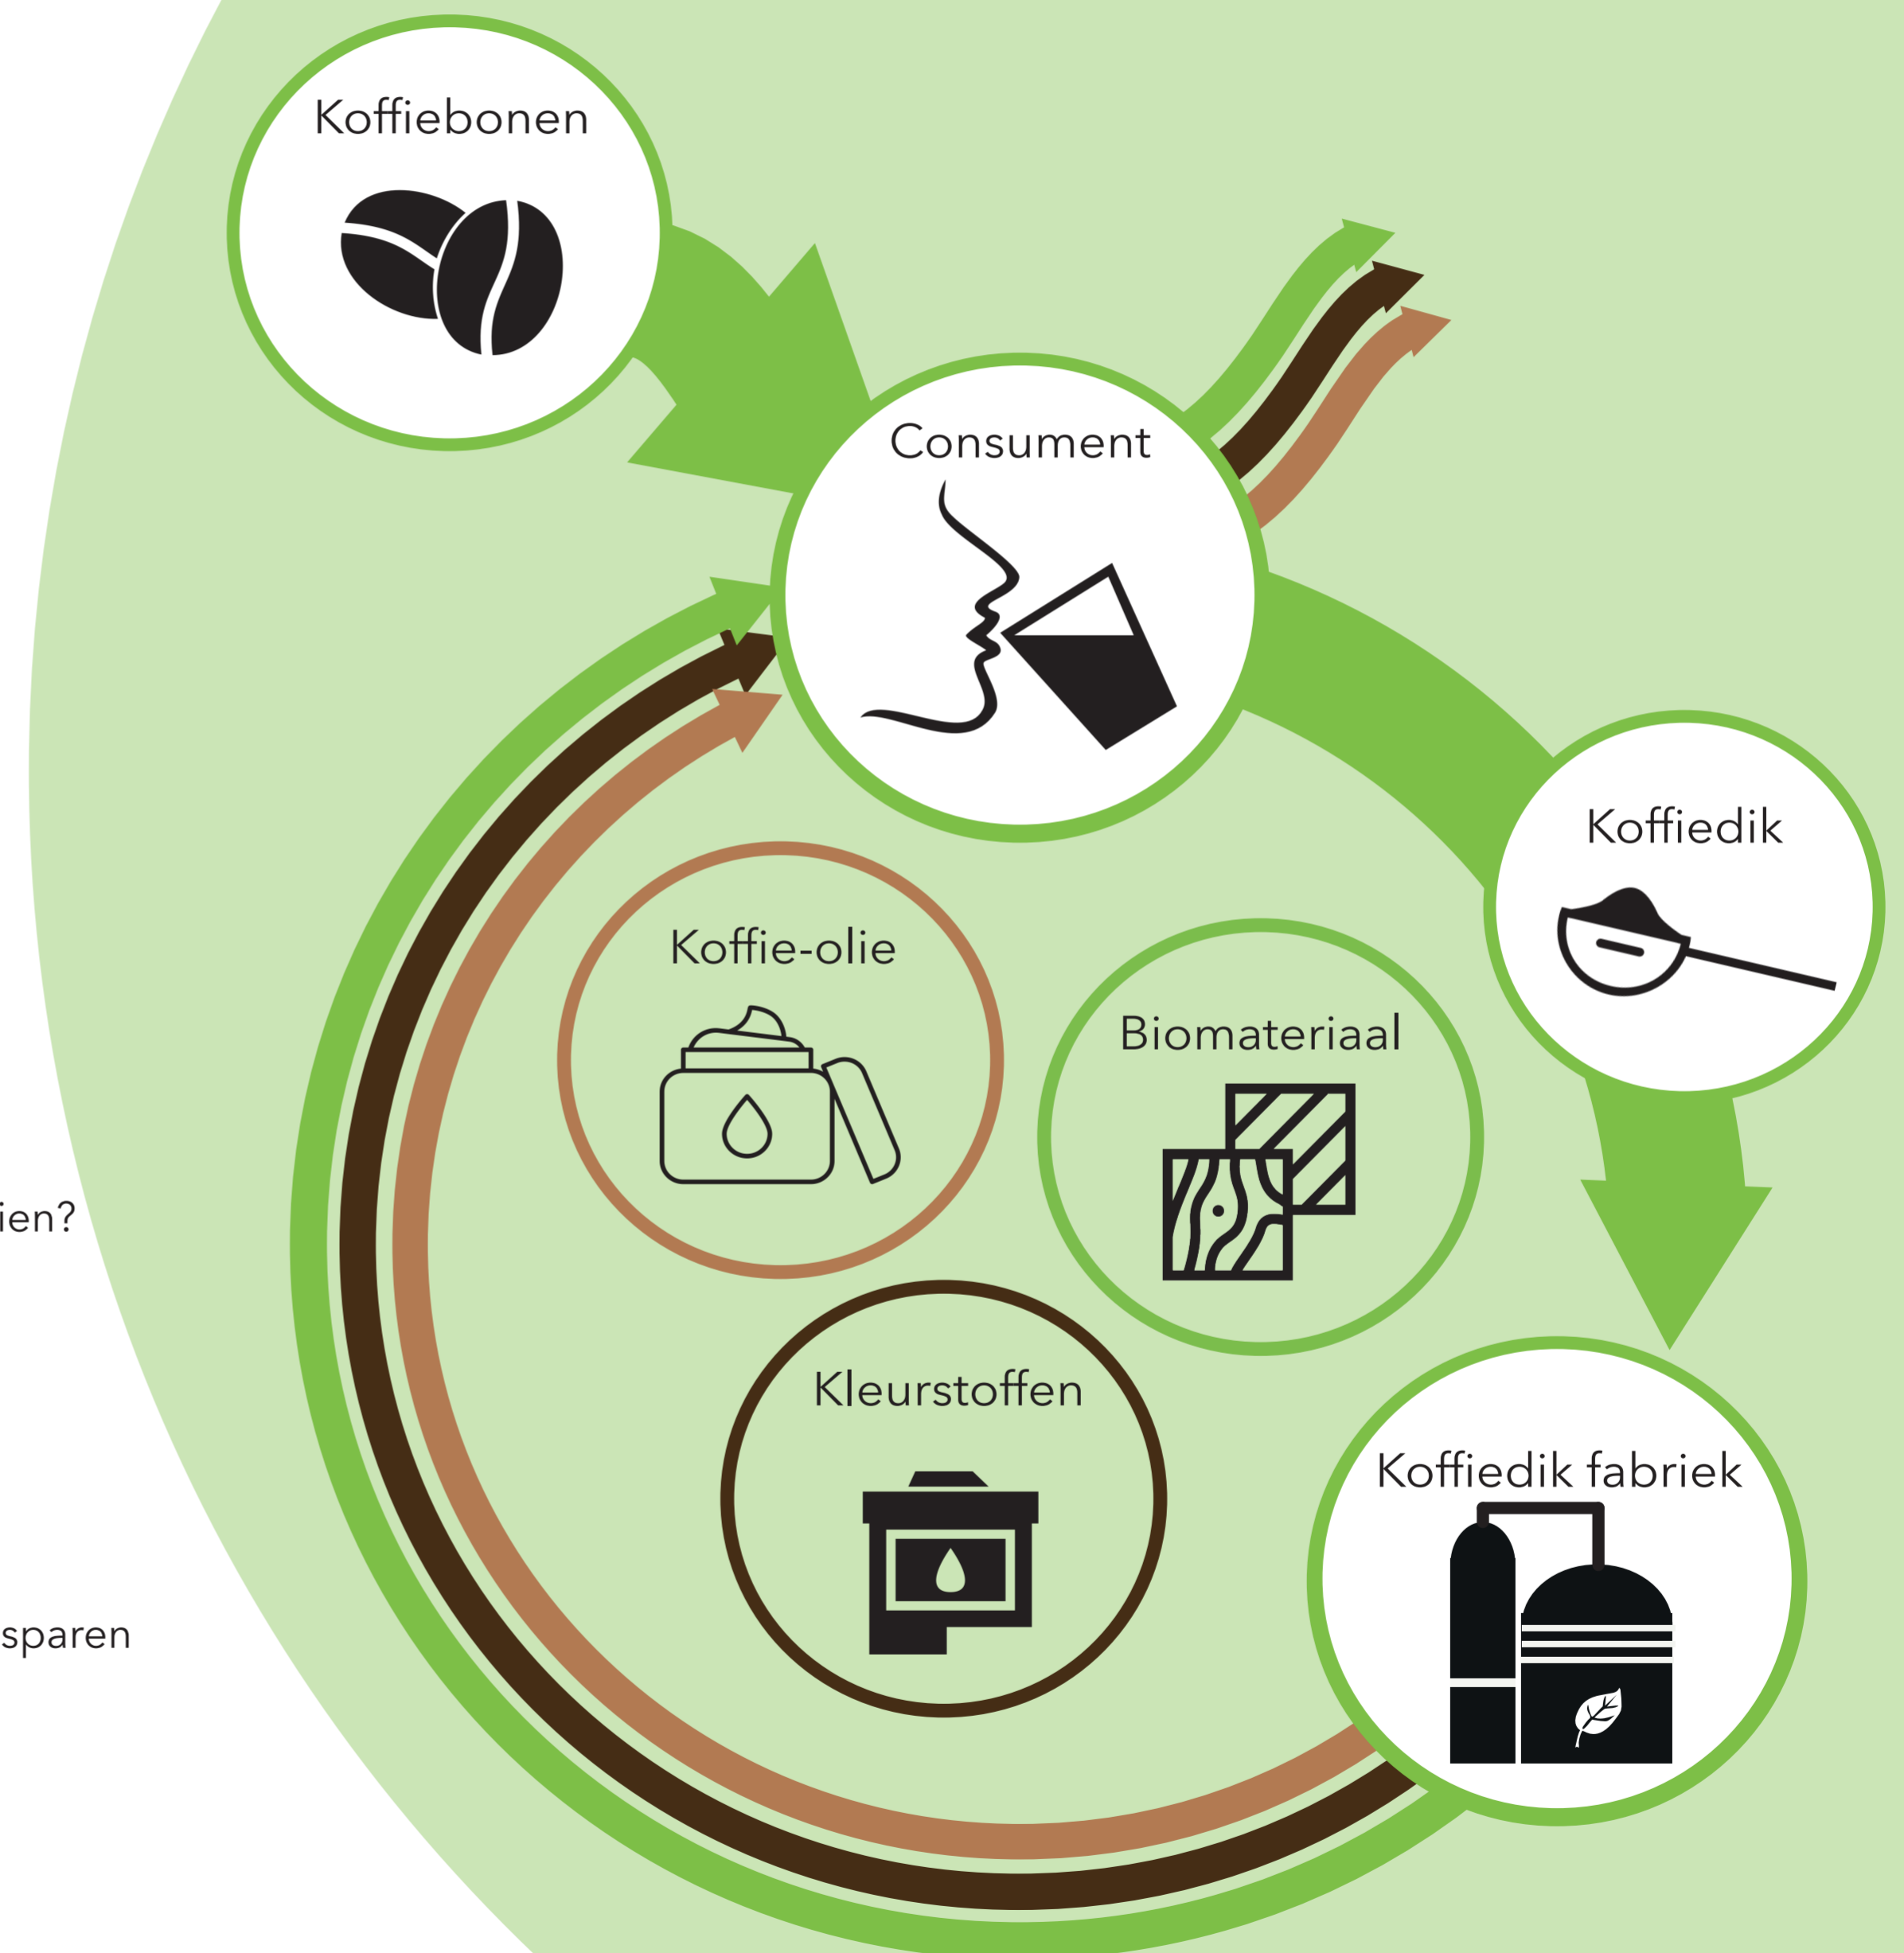 Koffiebonen
Consument
Koffiedik
Koffie-olie
Biomateriaal
ien?
Kleurstoffen
Koffiedik fabriek
sparen